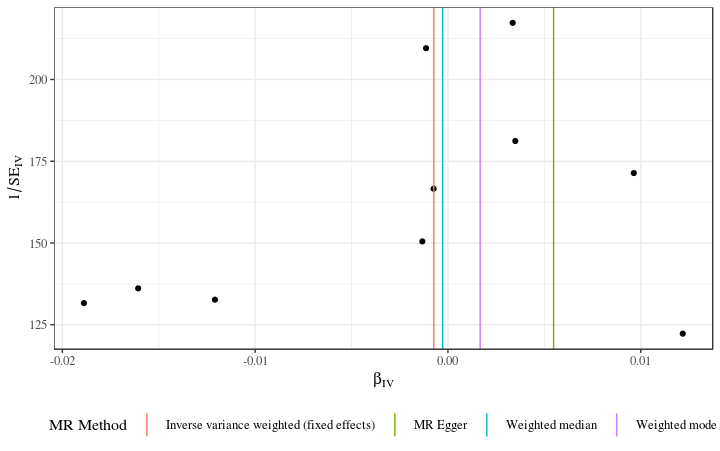 1/SE_IV
200
175
150
125
-0.02 -0.01 0.00 0.01
β_IV
MR Method Inverse variance weighted (fixed effects) MR Egger Weighted median Weighted mode